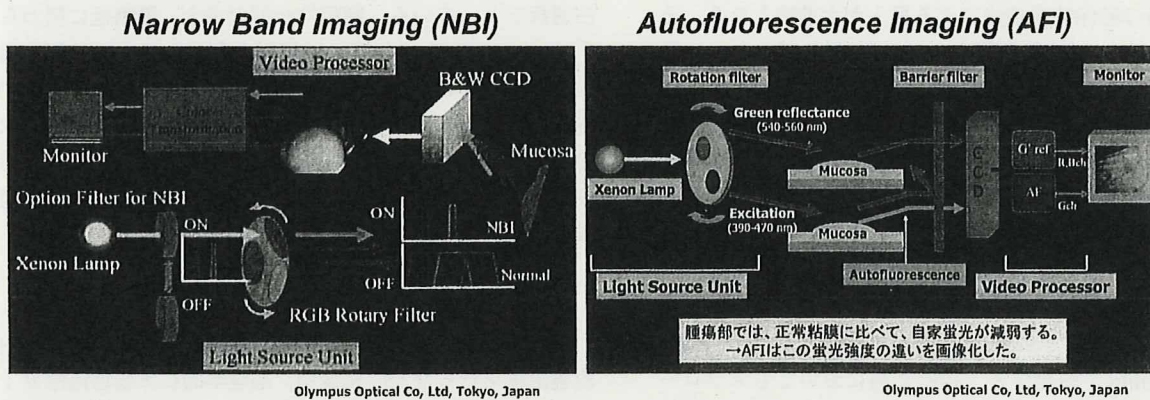 Narrow Band Imaging (NBI)
Video Processor
B&W CCD
Color
Transformation
Monitor
Mucosa
Option Filter for NBI
ON
ON
NBI
Xenon Lamp
Normal
OFF
OFF
RGB Rotary Filter
Light Source Unit
Olympus Optical Co, Ltd, Tokyo, Japan
Autofluorescence Imaging (AFI)
Rotation filter
Barrier filter
Monitor
Green reflectance
(540-560 nm)
Mucosa
CCD
G' ref
R,Bch
Xenon Lamp
AF
Gch
Excitation
(390-470 nm)
Mucosa
Autofluorescence
Light Source Unit
Video Processor
腫瘍部では、正常粘膜に比べて、自家蛍光が減弱する。
→AFIはこの蛍光強度の違いを画像化した。
Olympus Optical Co, Ltd, Tokyo, Japan